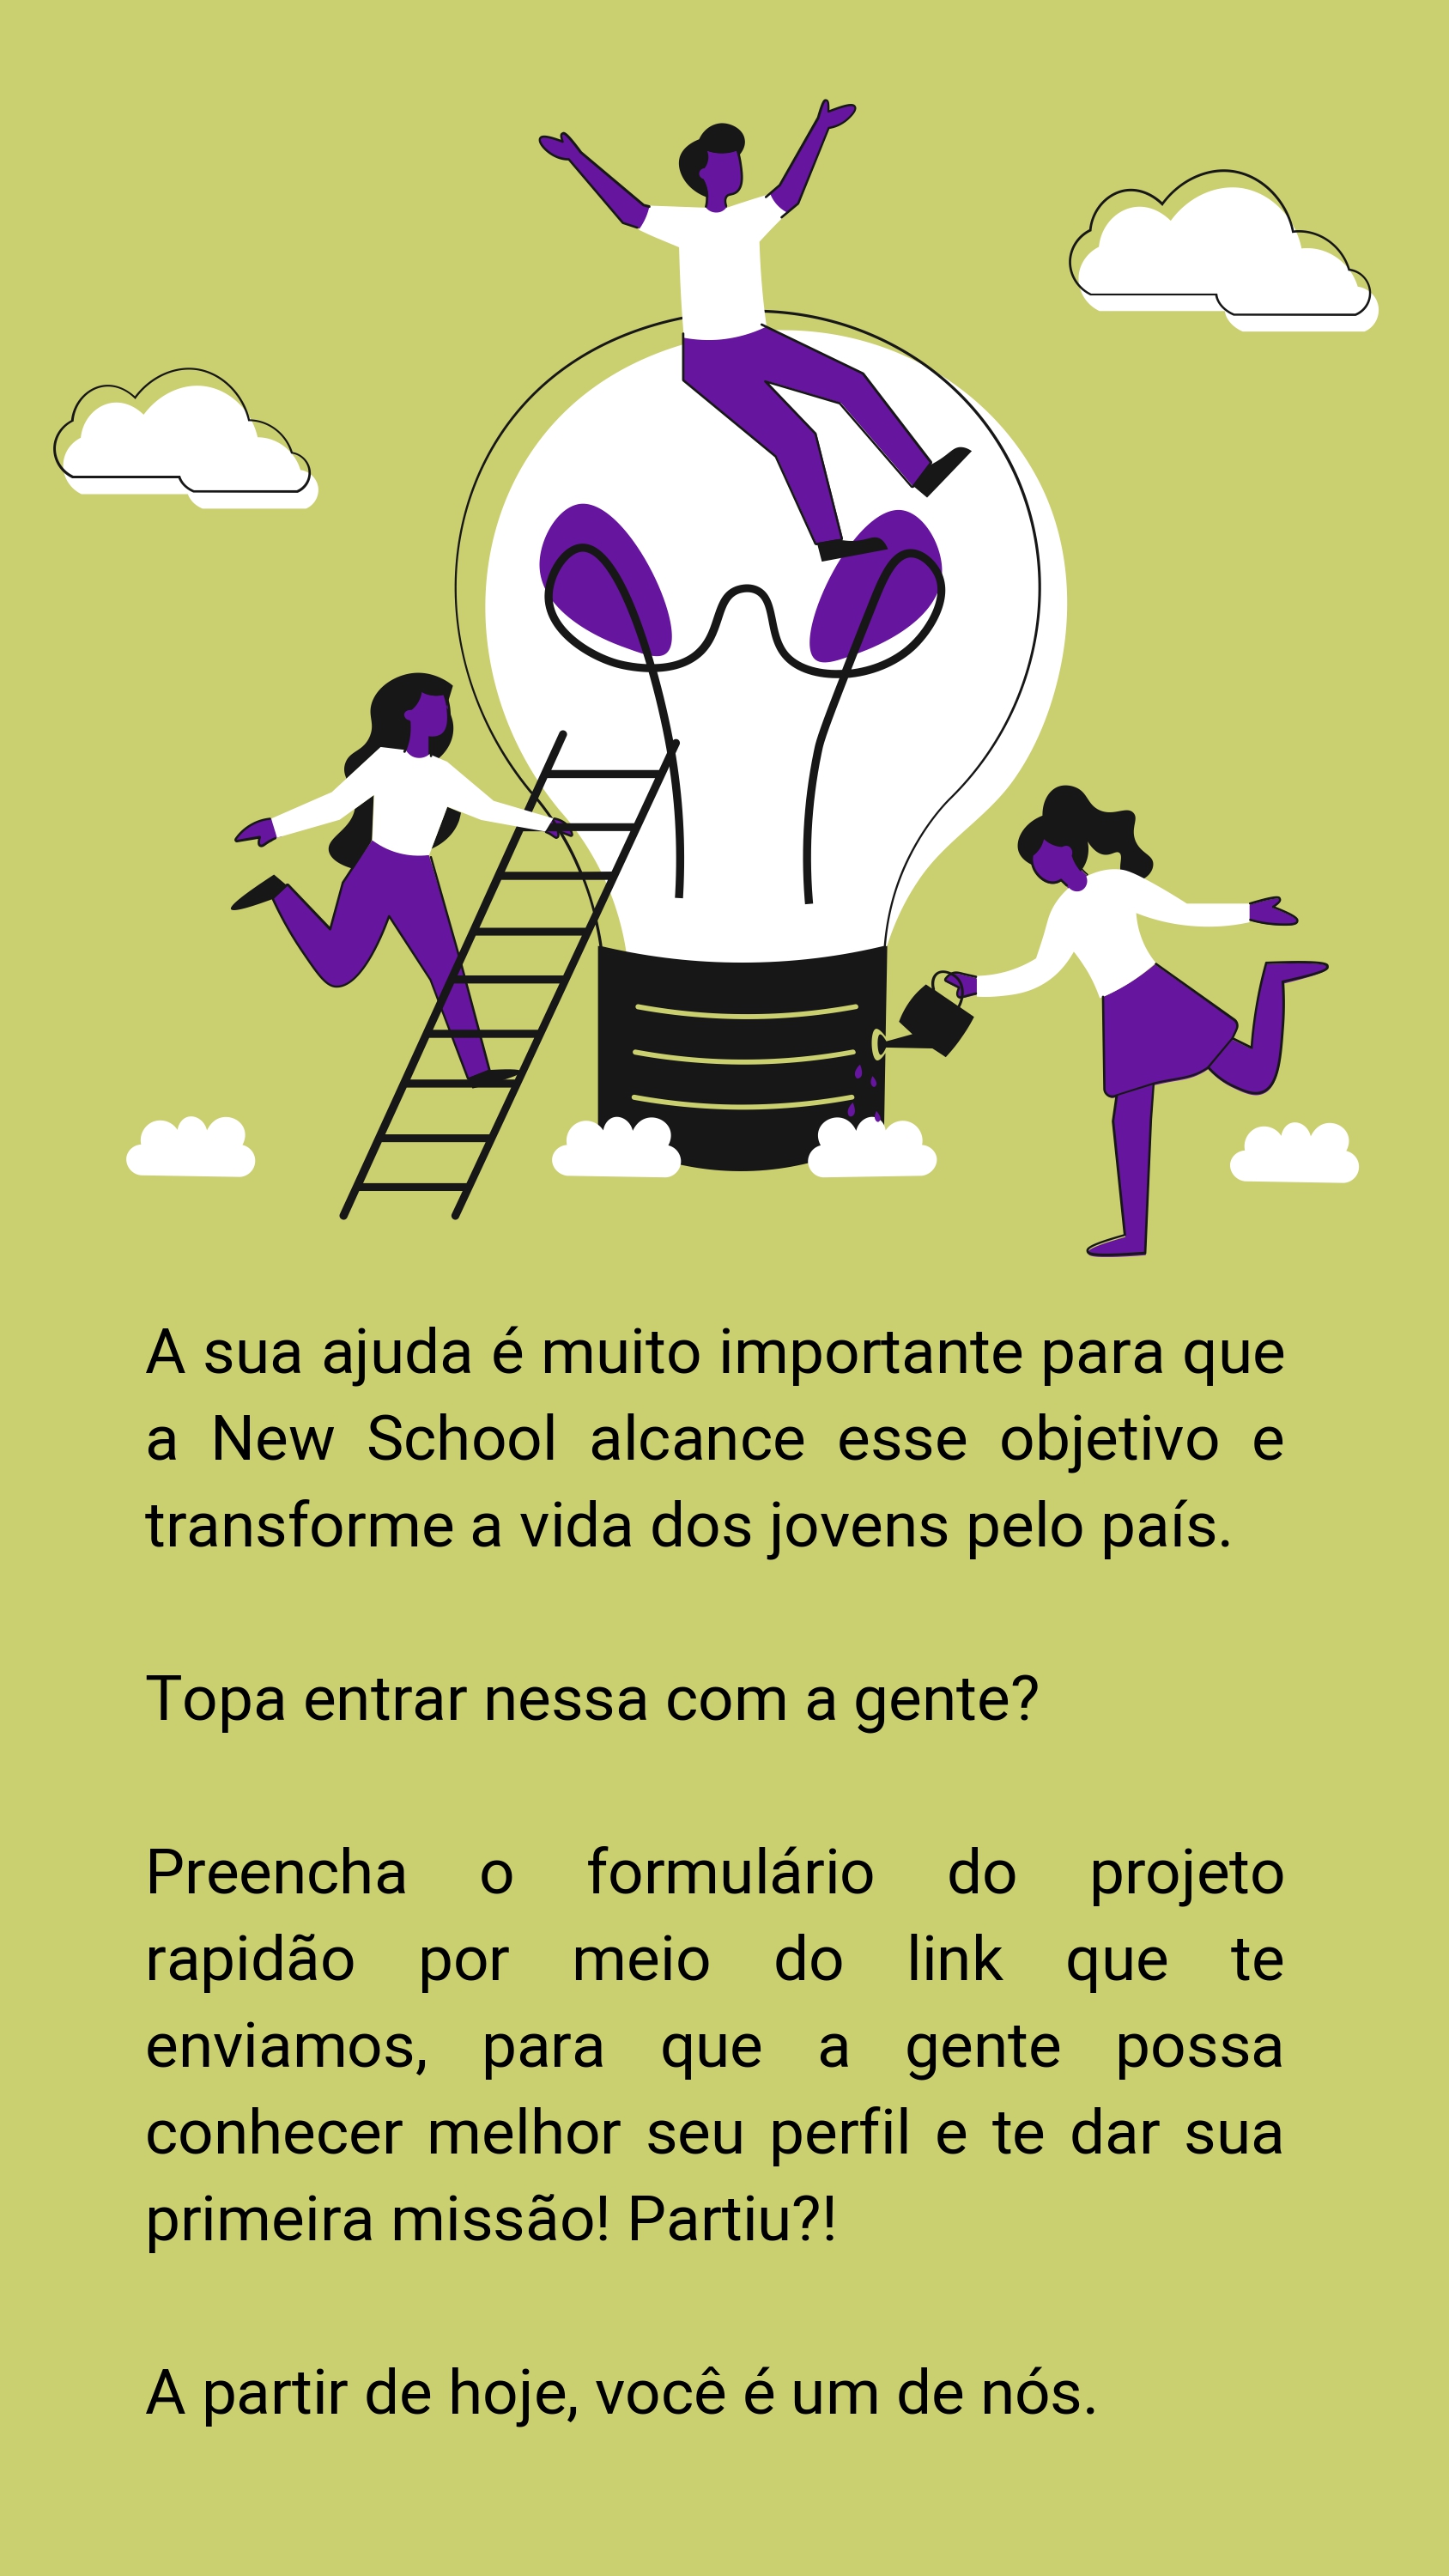 A sua ajuda é muito importante para que
a New School alcance esse objetivo e
transforme a vida dos jovens pelo país.
Topa entrar nessa com a gente?
Preencha o formulário do projeto
rapidão por meio do link que te
enviamos, para que a gente possa
conhecer melhor seu perfil e te dar sua
primeira missão! Partiu?!
A partir de hoje, você é um de nós.